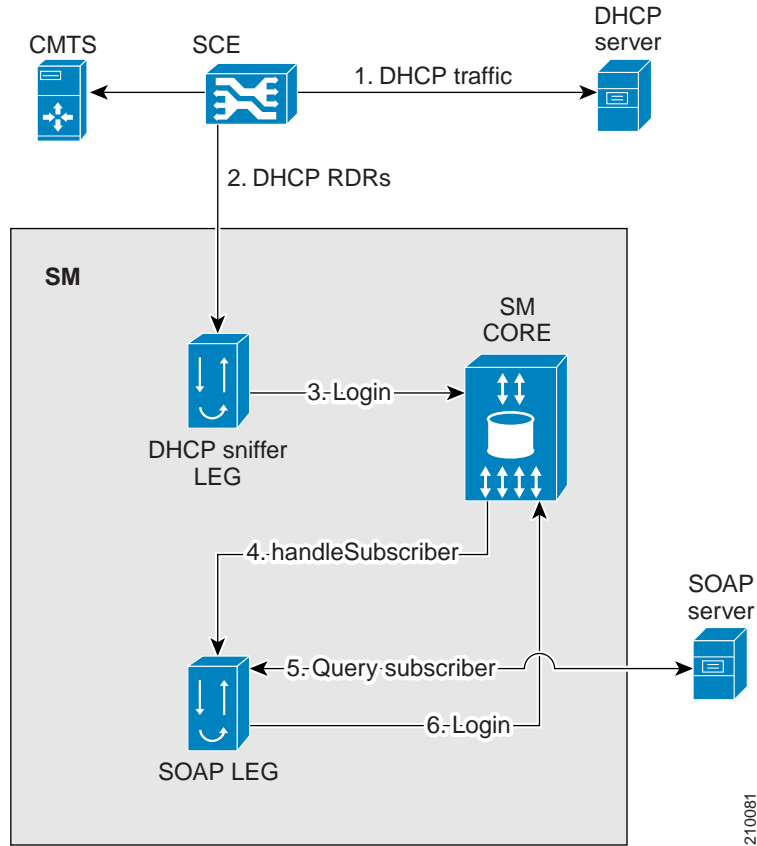 CMTS
SCE
DHCP
server
1. DHCP traffic
2. DHCP RDRs
SM
SM
CORE
3. Login
DHCP sniffer
LEG
4. handleSubscriber
SOAP
server
5. Query subscriber
6. Login
SOAP LEG
210081